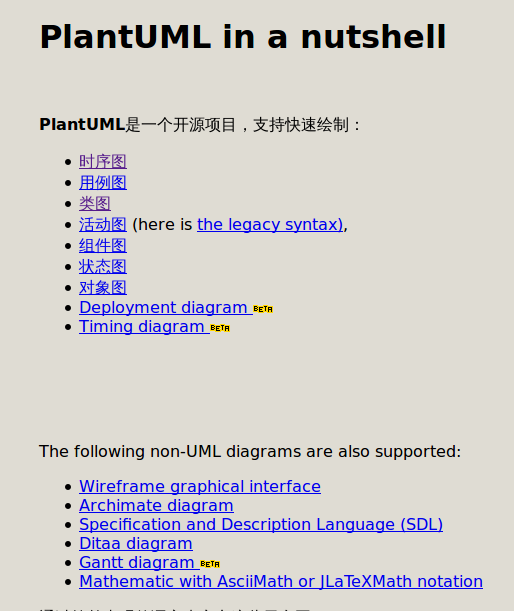 PlantUML in a nutshell
PlantUML是一个开源项目，支持快速绘制：
时序图
用例图
类图
活动图 (here is the legacy syntax),
组件图
状态图
对象图
Deployment diagram BETA
Timing diagram BETA
The following non-UML diagrams are also supported:
Wireframe graphical interface
Archimate diagram
Specification and Description Language (SDL)
Ditaa diagram
Gantt diagram BETA
Mathematic with AsciiMath or JLaTeXMath notation